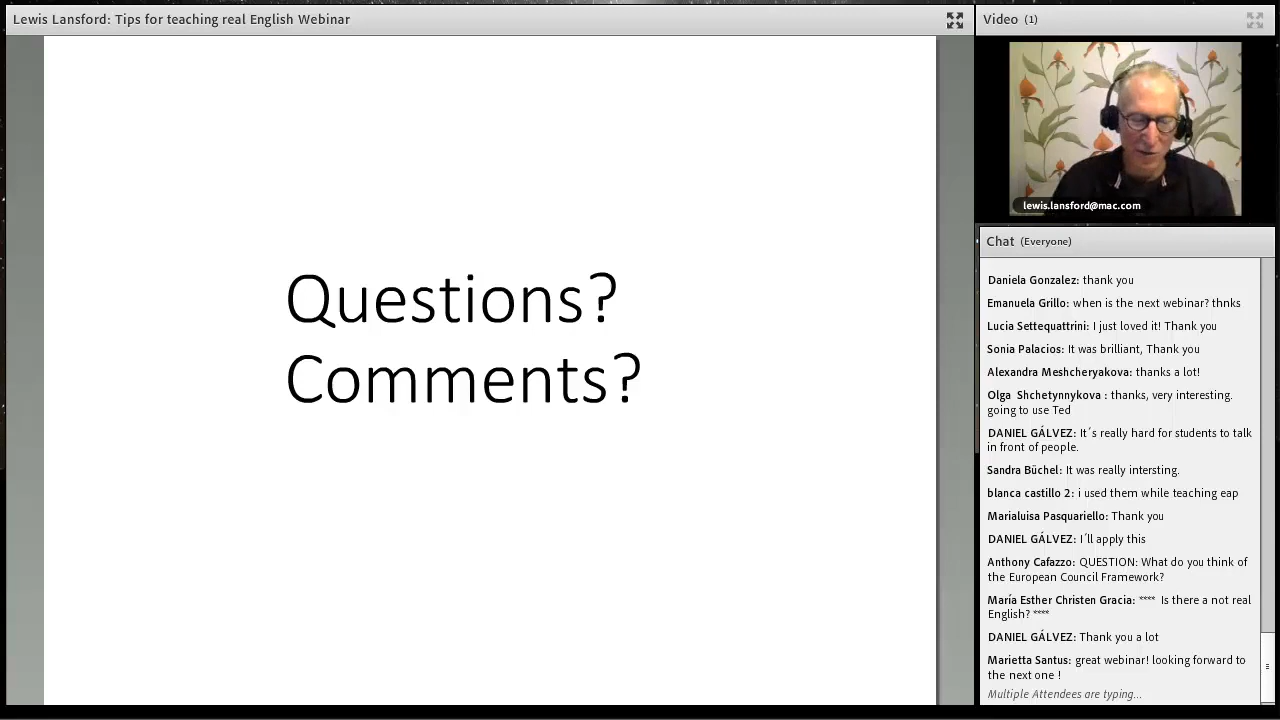 Lewis Lansford: Tips for teaching real English Webinar
Questions?
Comments?
Video (1)
lewis.lansford@mac.com
Chat (Everyone)
Daniela Gonzalez: thank you
Emanuela Grillo: when is the next webinar? thnks
Lucia Settequattrini: I just loved it! Thank you
Sonia Palacios: It was brilliant, Thank you
Alexandra Meshcheryakova: thanks a lot!
Olga Shchetynnykova : thanks, very interesting.
going to use Ted
DANIEL GÁLVEZ: It´s really hard for students to talk
in front of people.
Sandra Büchel: It was really intersting.
blanca castillo 2: i used them while teaching eap
Marialuisa Pasquariello: Thank you
DANIEL GÁLVEZ: I´ll apply this
Anthony Cafazzo: QUESTION: What do you think of
the European Council Framework?
María Esther Christen Gracia: **** Is there a not real
English? ****
DANIEL GÁLVEZ: Thank you a lot
Marietta Santus: great webinar! looking forward to
the next one !
Multiple Attendees are typing...